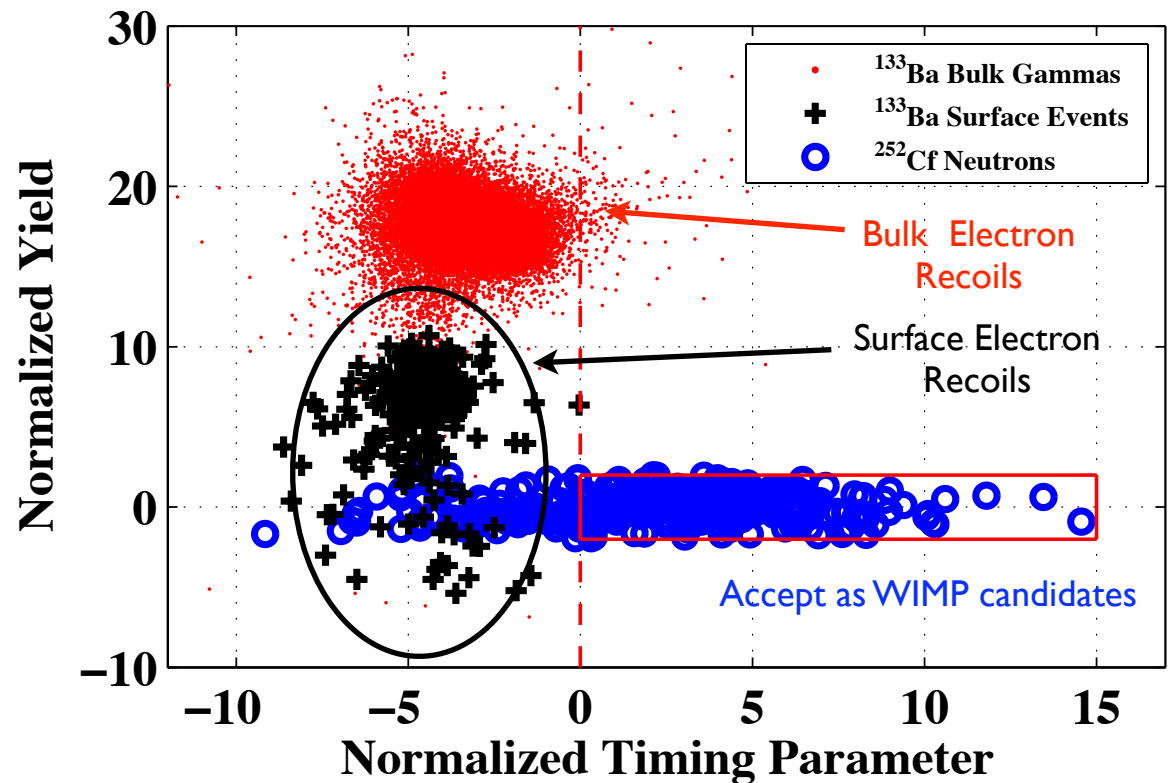 30
20
10
0
−10
−10
−5
0
5
10
15
Normalized Yield
Normalized Timing Parameter
¹³³Ba Bulk Gammas
¹³³Ba Surface Events
²⁵²Cf Neutrons
Bulk Electron
Recoils
Surface Electron
Recoils
Accept as WIMP candidates